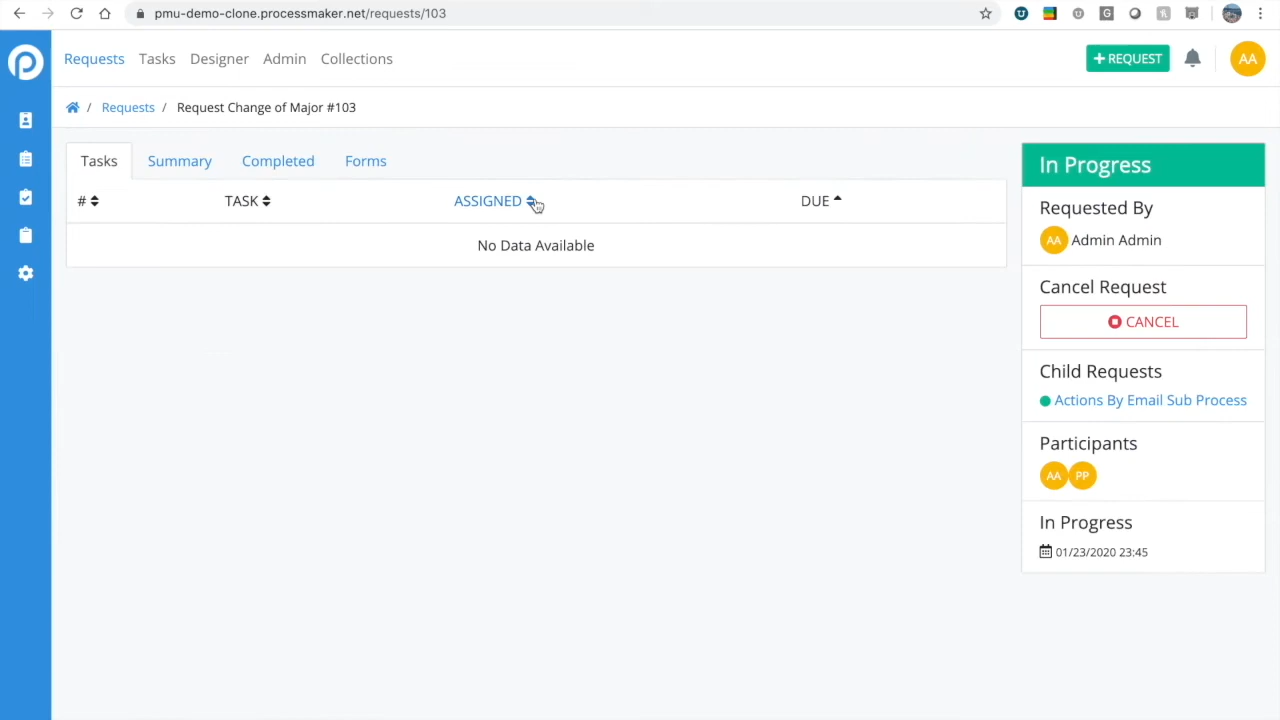 pmu-demo-clone.processmaker.net/requests/103
Requests Tasks Designer Admin Collections
+ REQUEST
AA
/ Requests / Request Change of Major #103
Tasks Summary Completed Forms
# TASK ASSIGNED DUE
No Data Available
In Progress
Requested By
AA Admin Admin
Cancel Request
CANCEL
Child Requests
Actions By Email Sub Process
Participants
AA PP
In Progress
01/23/2020 23:45